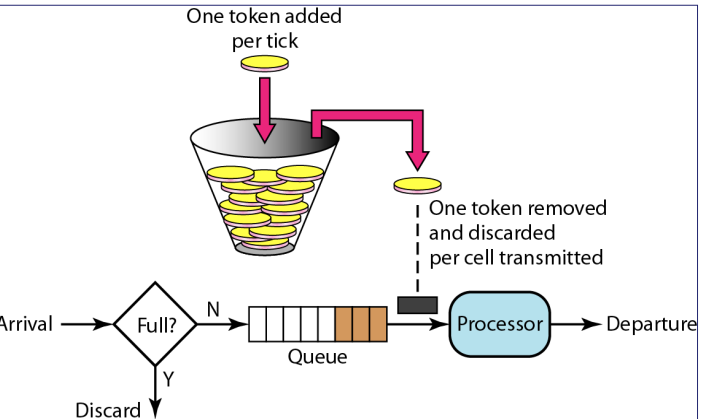 One token added
per tick
One token removed
and discarded
per cell transmitted
Arrival
Full?
N
Queue
Processor
Departure
Y
Discard